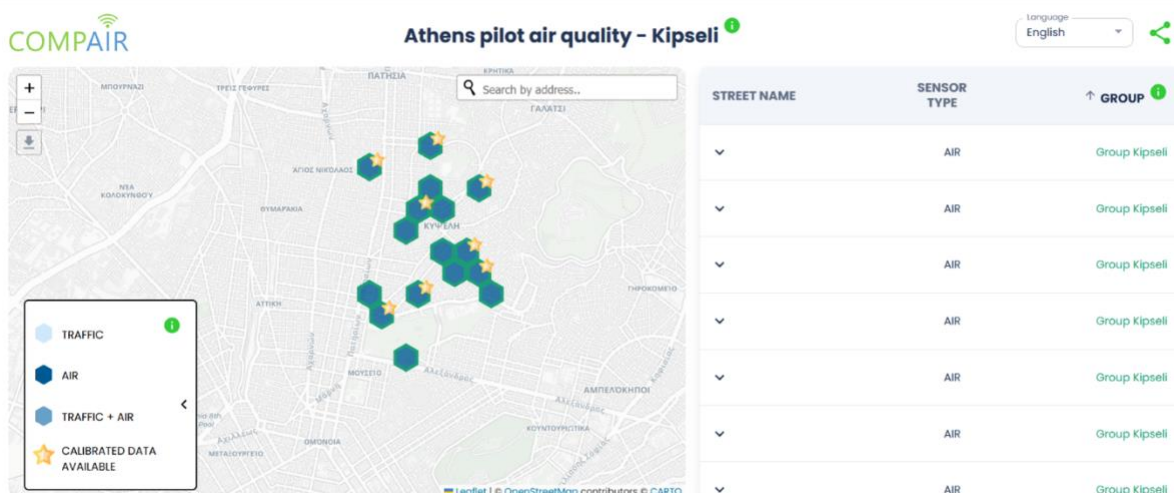 COMPAIR
Athens pilot air quality - Kipseli
Language
English
+
−
Search by address..
ΜΠΟΥΡΝΑΖΙ
ΤΡΕΙΣ ΓΕΦΥΡΕΣ
ΠΑΤΗΣΙΑ
ΚΡΗΤΙΚΑ
ΓΑΛΑΤΣΙ
ΑΓΙΟΣ ΝΙΚΟΛΑΟΣ
ΝΕΑ
ΚΟΛΟΚΥΝΘΟΥ
ΘΥΜΑΡΑΚΙΑ
ΚΥΨΕΛΗ
ΓΗΡΟΚΟΜΕΙΟ
ΑΤΤΙΚΗ
ΜΟΥΣΕΙΟ
ΑΜΠΕΛΟΚΗΠΟΙ
ΚΟΥΝΤΟΥΡΙΩΤΙΚΑ
ΟΜΟΝΟΙΑ
ΜΕΤΑΞΟΥΡΓΕΙΟ
TRAFFIC
AIR
TRAFFIC + AIR
CALIBRATED DATA
AVAILABLE
Leaflet | © OpenStreetMap contributors © CARTO
STREET NAME
SENSOR
TYPE
↑ GROUP
AIR Group Kipseli
AIR Group Kipseli
AIR Group Kipseli
AIR Group Kipseli
AIR Group Kipseli
AIR Group Kipseli
AIR Group Kipseli